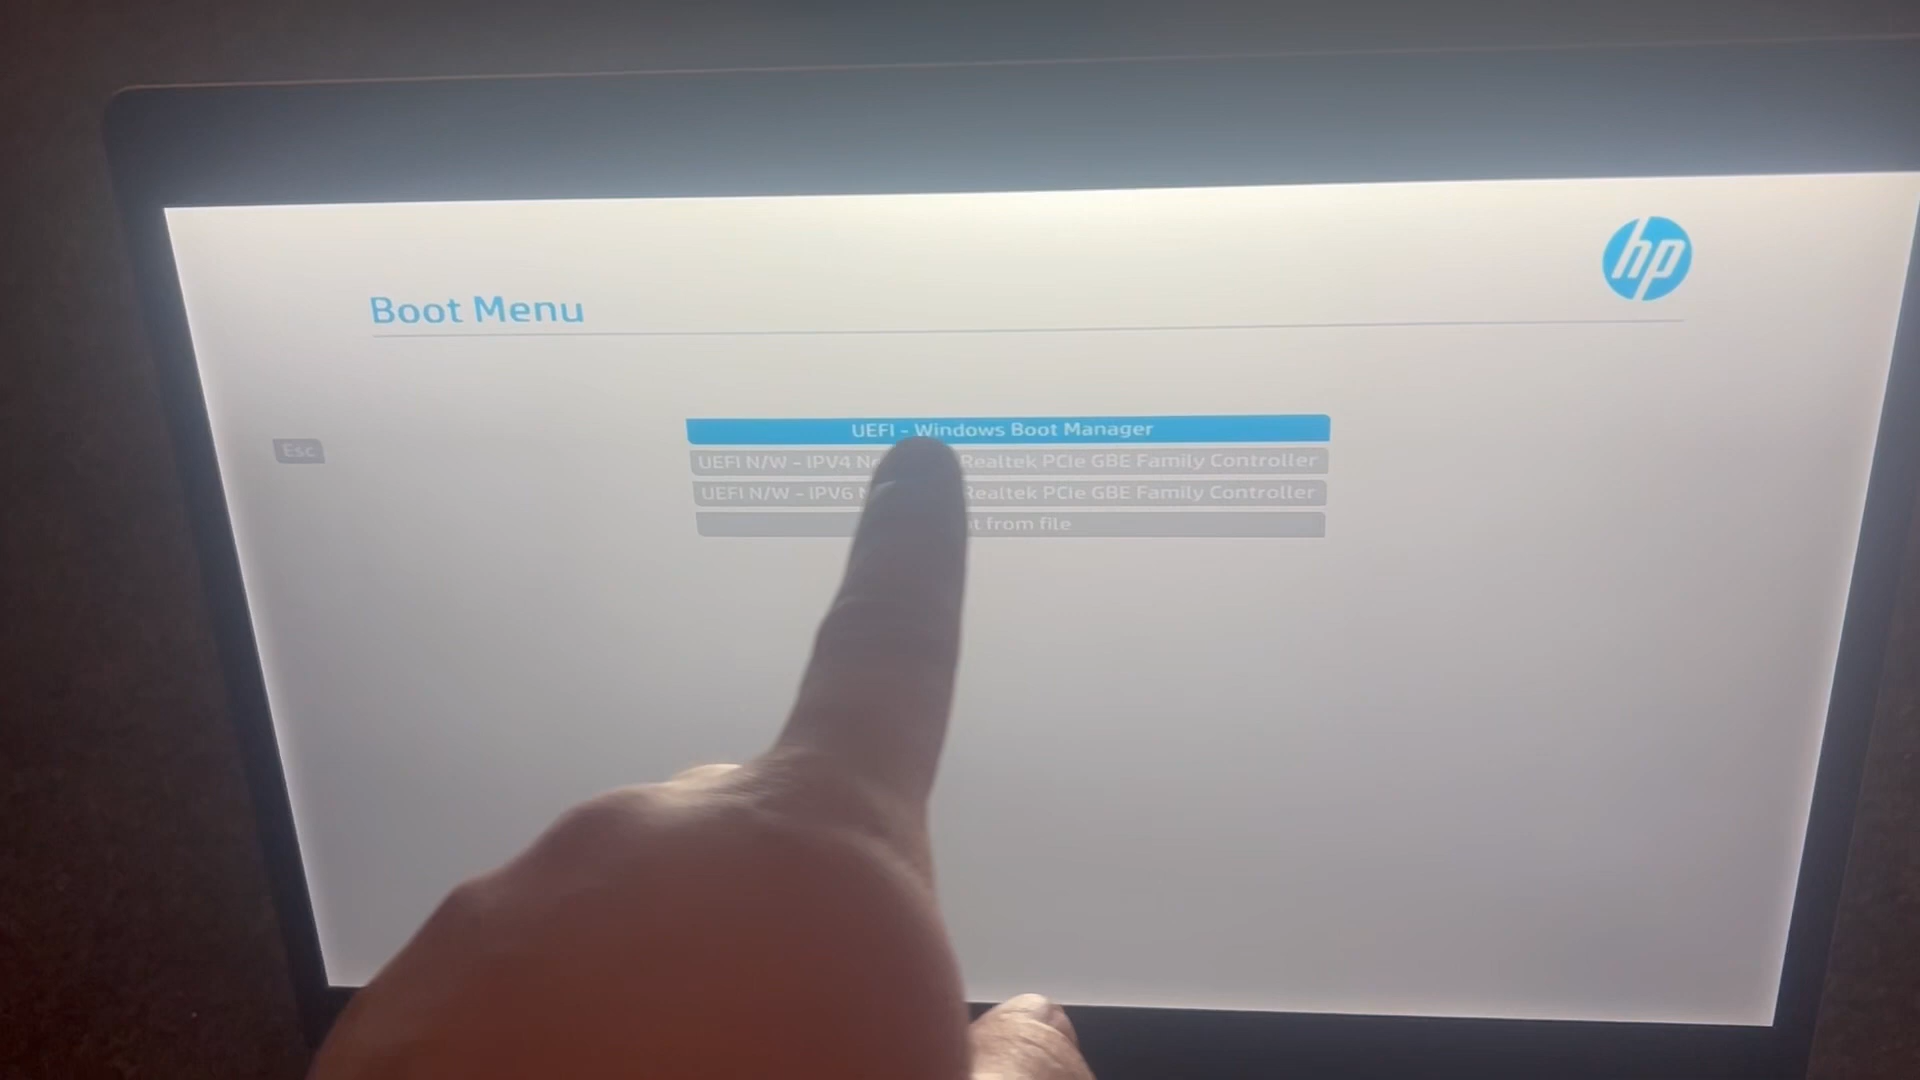 hp
Boot Menu
Esc
UEFI - Windows Boot Manager
UEFI N/W - IPV4 Realtek PCIe GBE Family Controller
UEFI N/W - IPV6 Realtek PCIe GBE Family Controller
from file